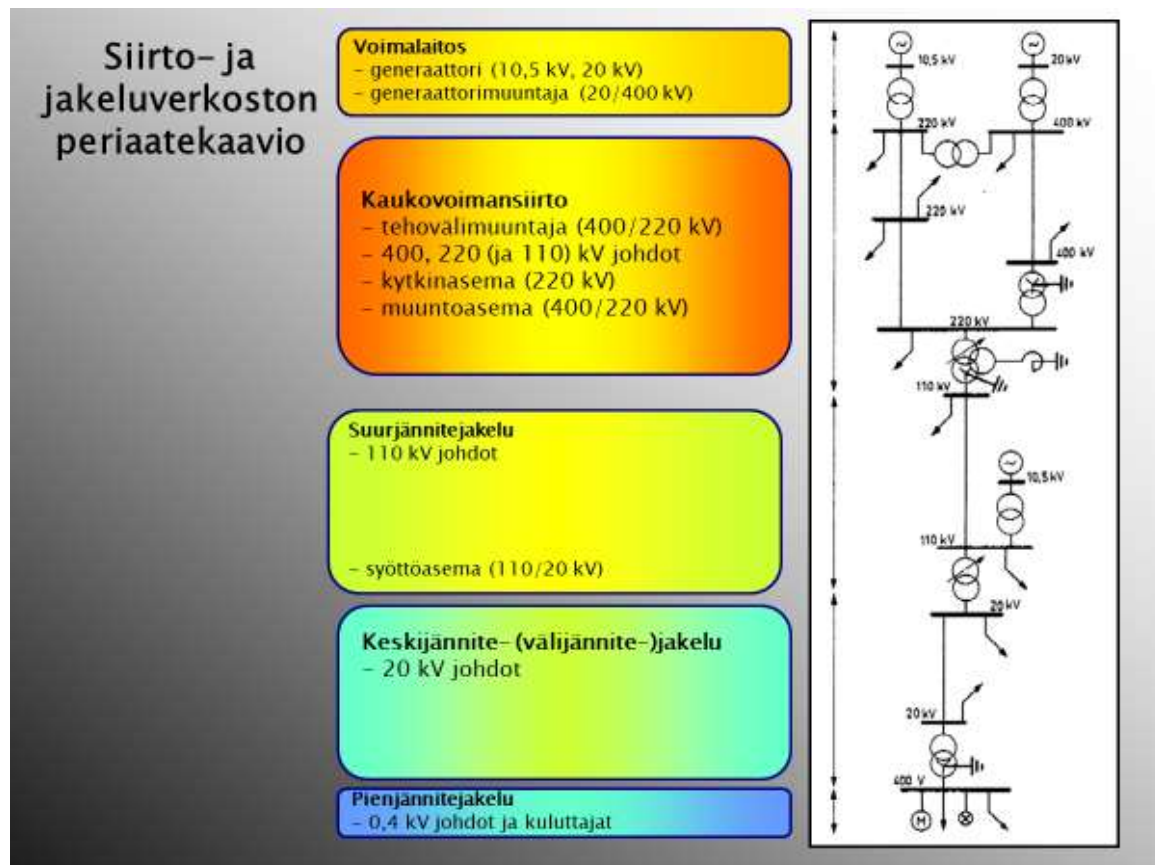 Siirto- ja
jakeluverkoston
periaatekaavio
Voimalaitos
- generaattori (10,5 kV, 20 kV)
- generaattorimuuntaja (20/400 kV)
Kaukovoimansiirto
- tehovälimuuntaja (400/220 kV)
- 400, 220 (ja 110) kV johdot
- kytkinasema (220 kV)
- muuntoasema (400/220 kV)
Suurjännitejakelu
- 110 kV johdot
- syöttöasema (110/20 kV)
Keskijännite- (välijännite-)jakelu
- 20 kV johdot
Pienjännitejakelu
- 0,4 kV johdot ja kuluttajat
~ ~
10,5 kV 20 kV
220 kV 400 kV
220 kV
400 kV
220 kV
110 kV
~
10,5 kV
110 kV
20 kV
20 kV
400 V
M